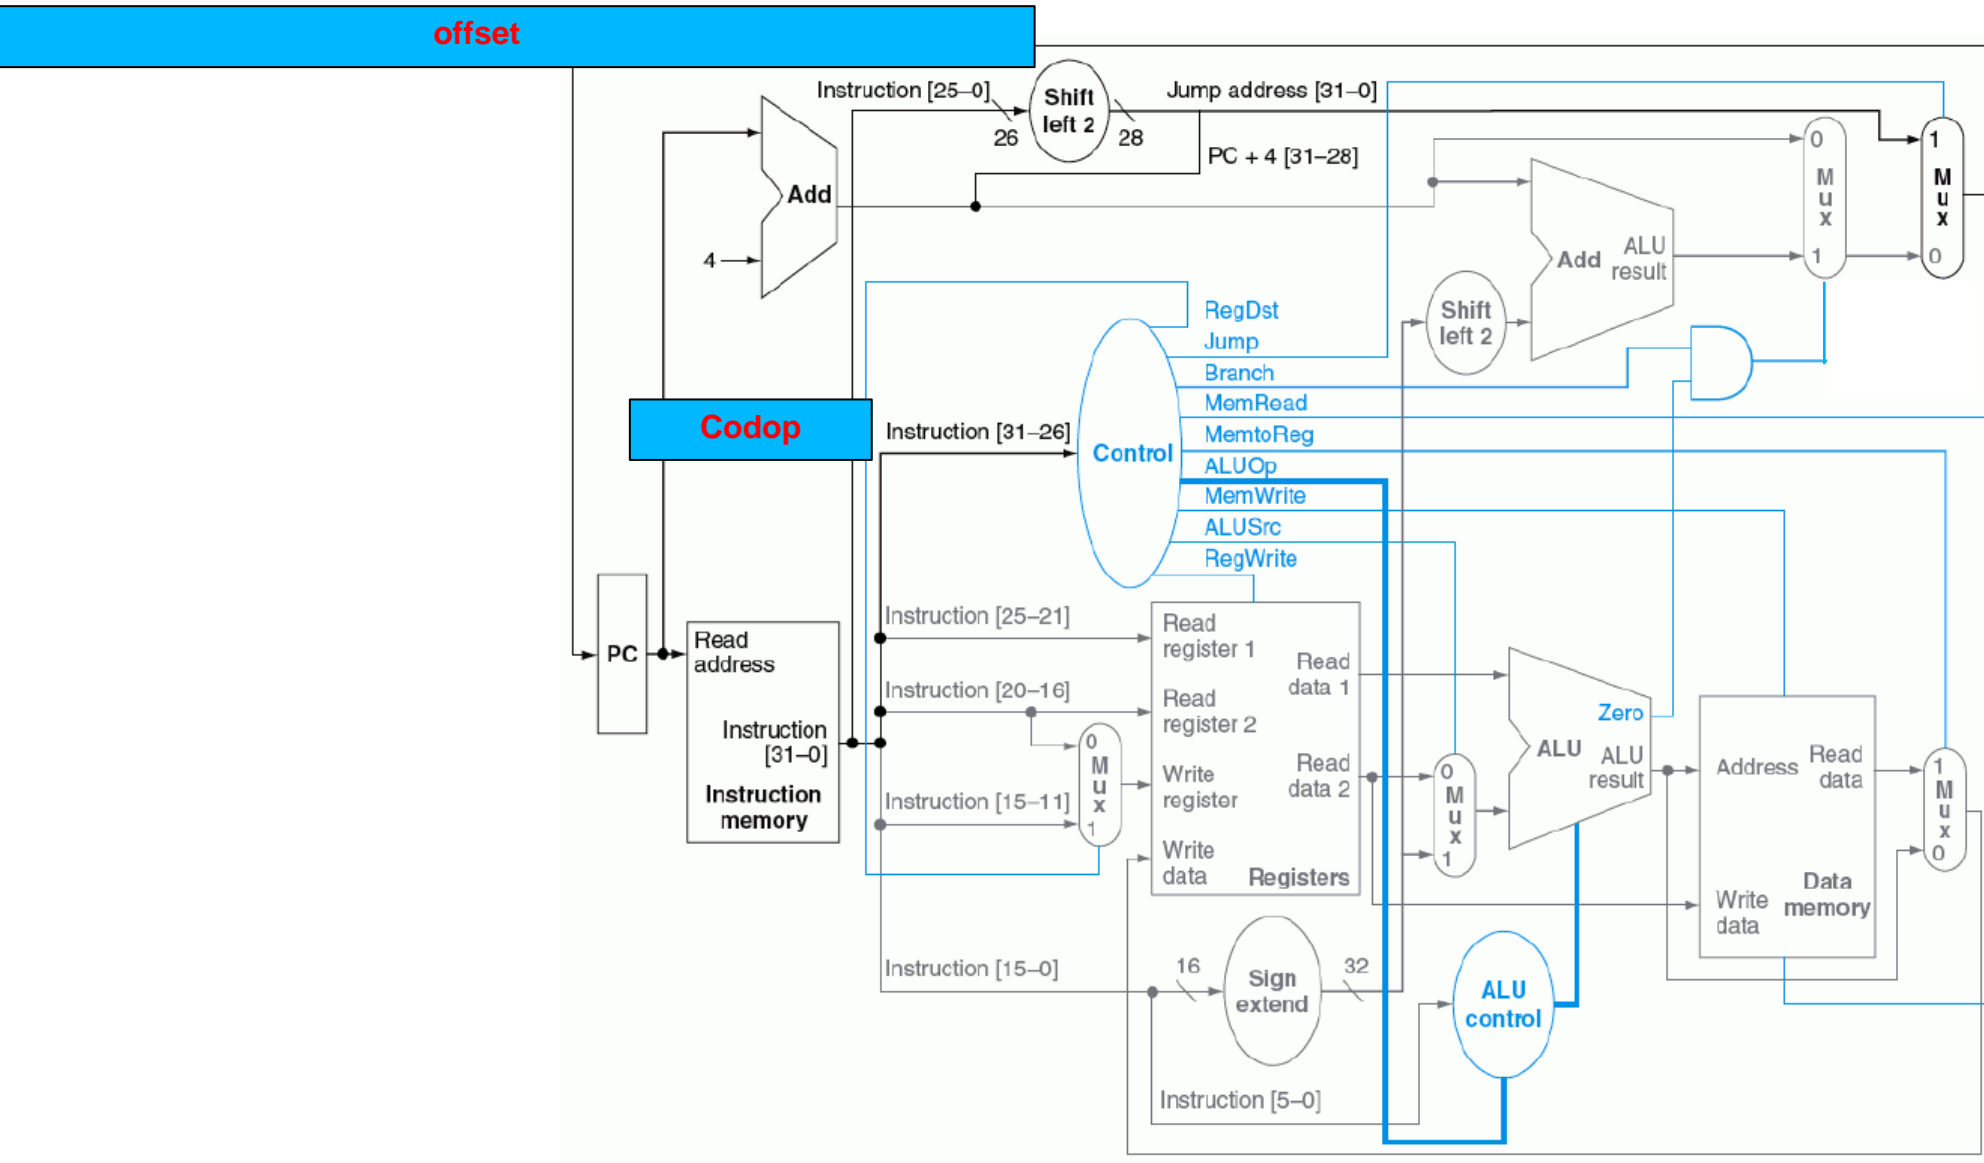 offset
Instruction [25–0]
Shift
left 2
26
28
Jump address [31–0]
PC + 4 [31–28]
Add
4
0
M
u
x
1
1
M
u
x
0
Add
ALU
result
Shift
left 2
RegDst
Jump
Branch
MemRead
MemtoReg
ALUOp
MemWrite
ALUSrc
RegWrite
Codop
Instruction [31–26]
Control
PC
Read
address
Instruction
[31–0]
Instruction
memory
Instruction [25–21]
Instruction [20–16]
Instruction [15–11]
0
M
u
x
1
Read
register 1
Read
register 2
Write
register
Write
data
Read
data 1
Read
data 2
Registers
0
M
u
x
1
Zero
ALU
ALU
result
Address
Read
data
Write
data
Data
memory
1
M
u
x
0
Instruction [15–0]
16
Sign
extend
32
ALU
control
Instruction [5–0]